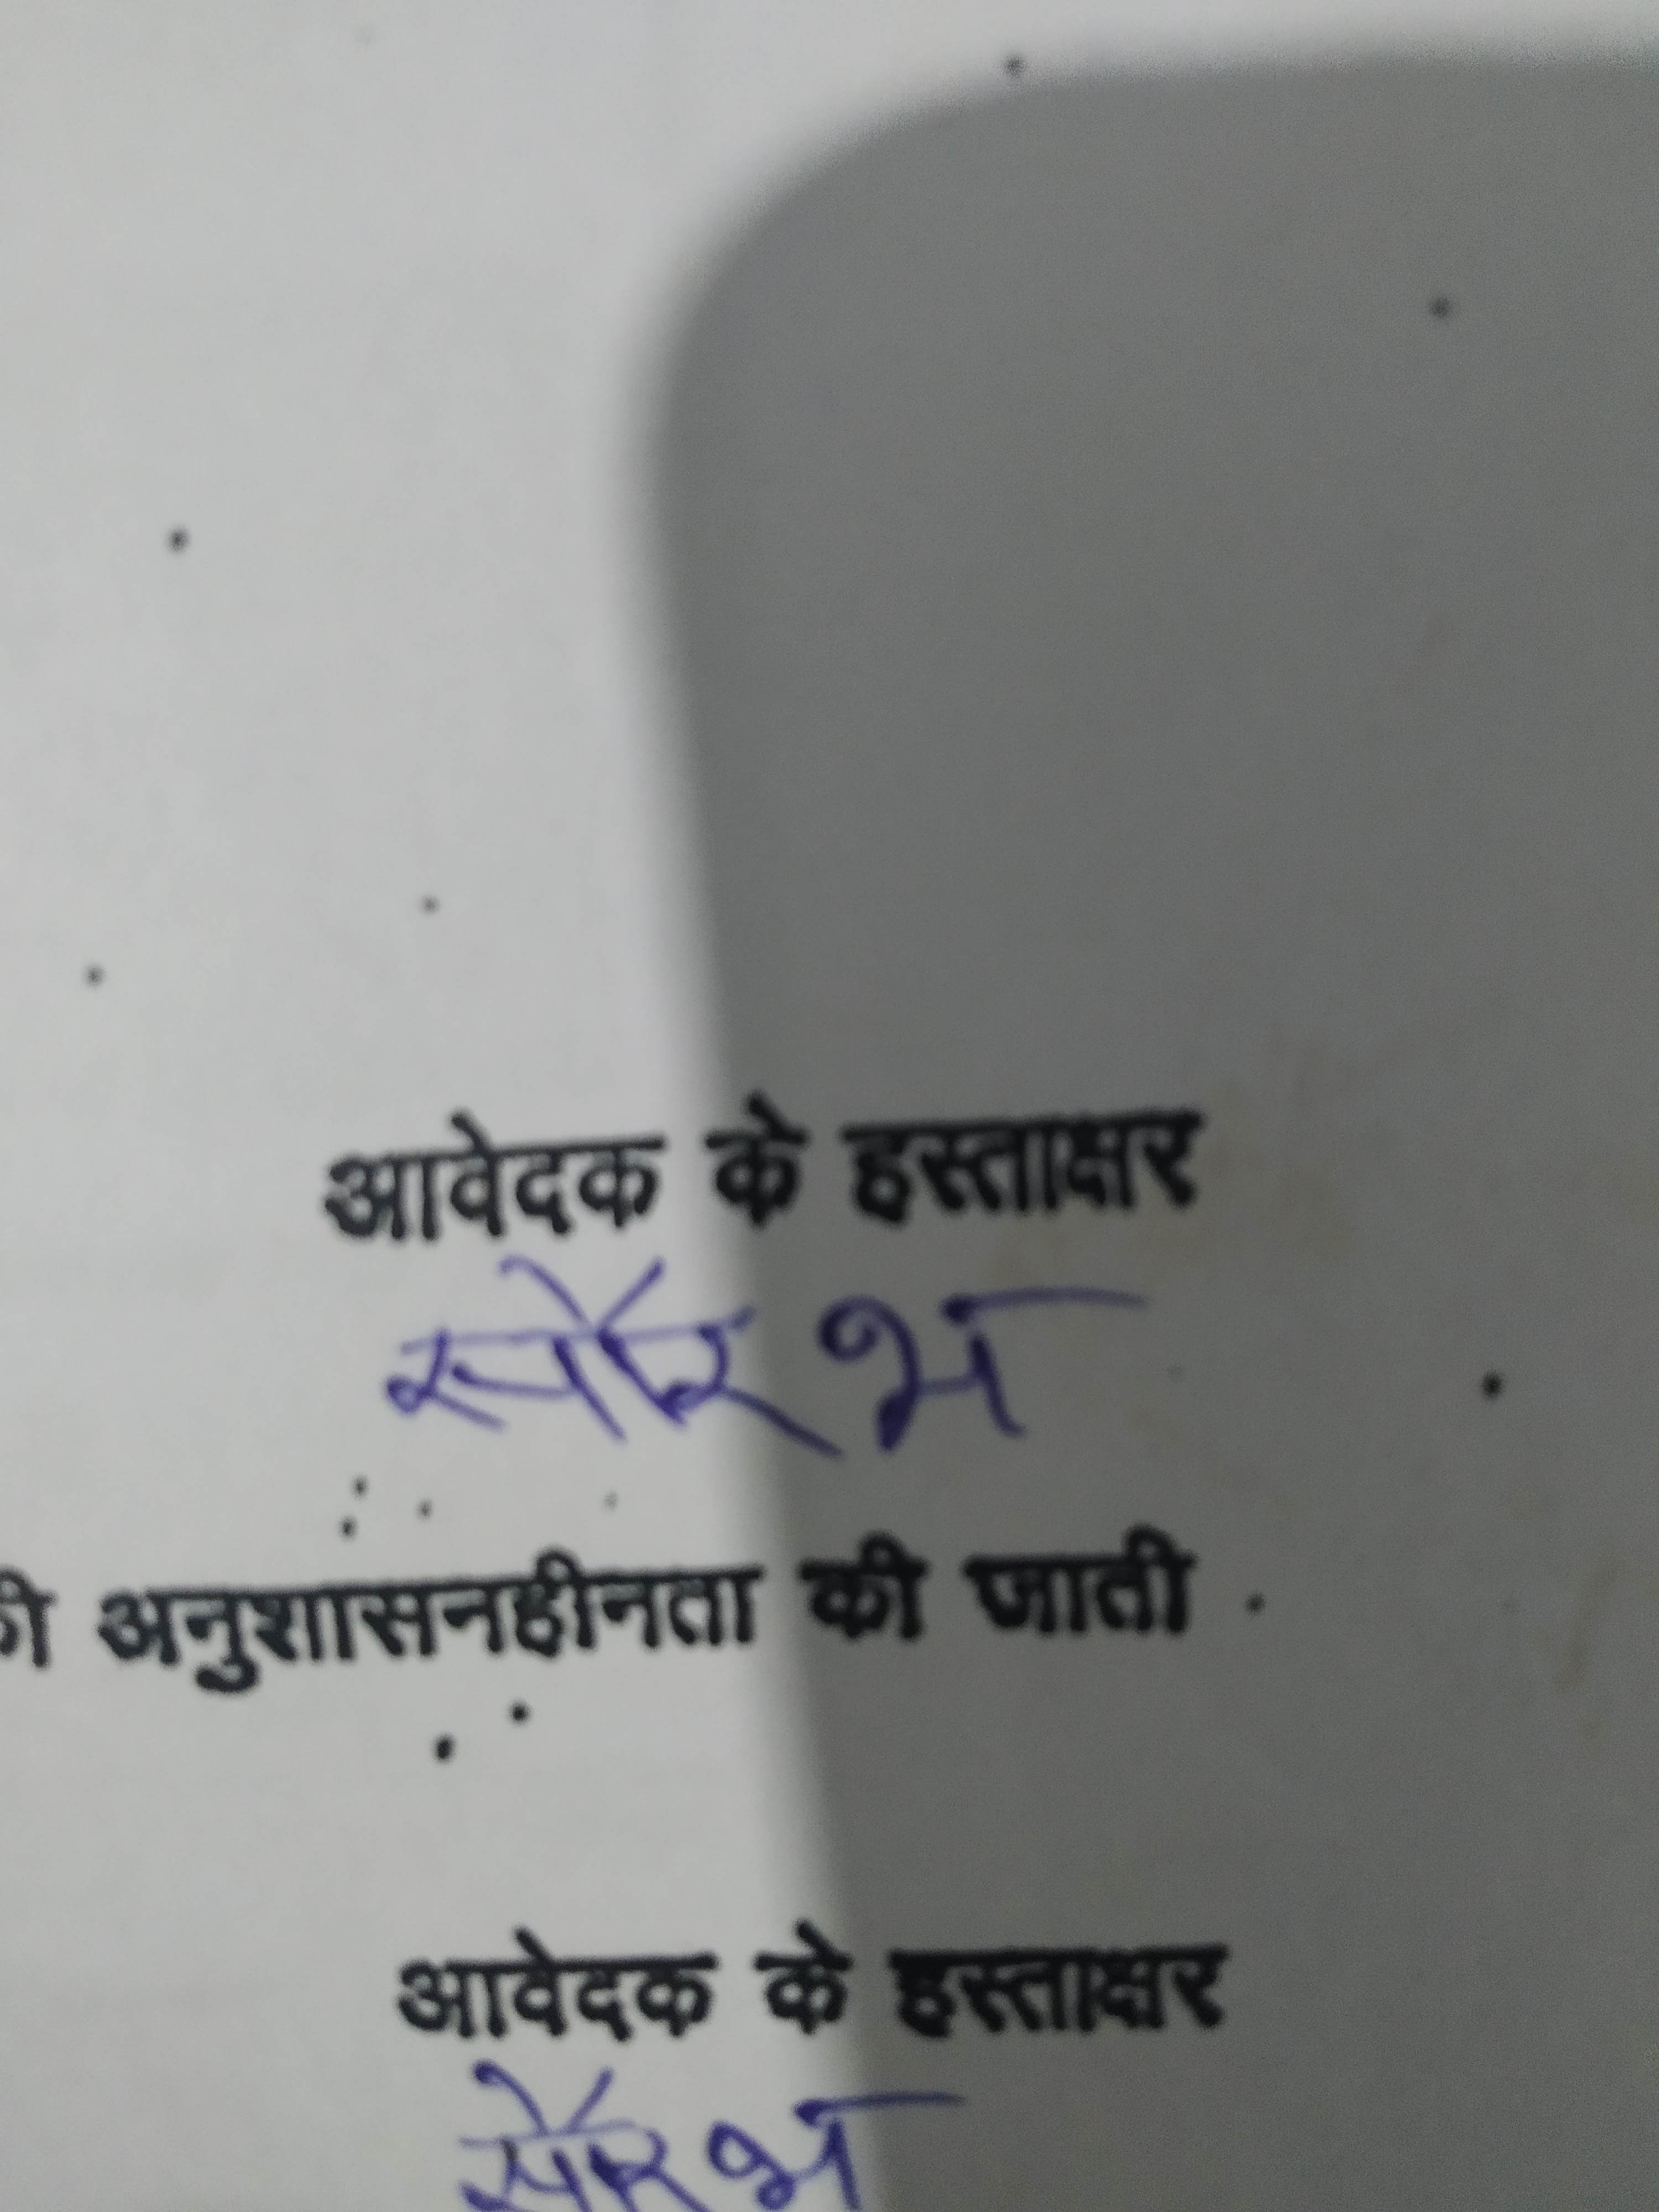 आवेदक के हस्ताक्षर
सौरभ
की अनुशासनहीनता की जाती
आवेदक के हस्ताक्षर
सौरभ